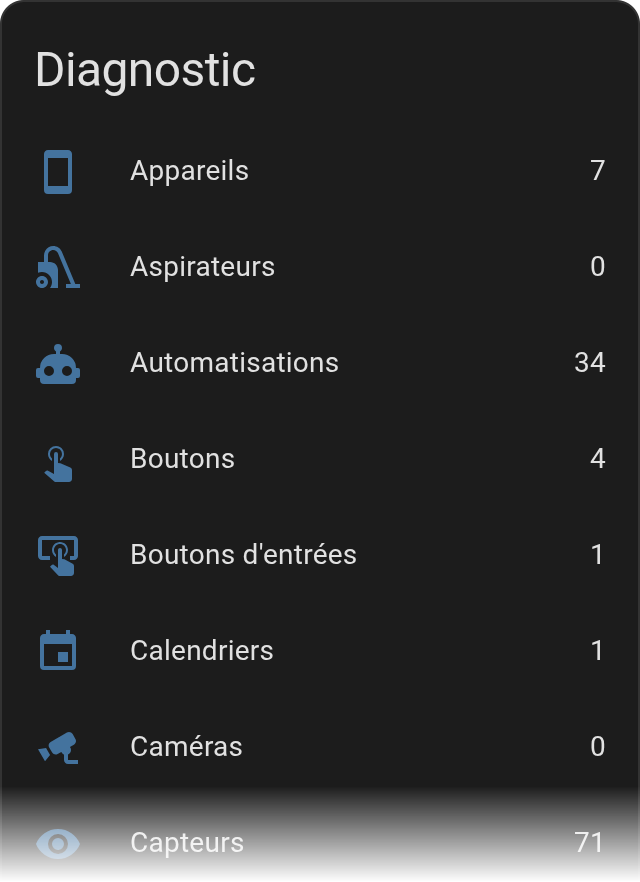 Diagnostic
Appareils 7
Aspirateurs 0
Automatisations 34
Boutons 4
Boutons d'entrées 1
Calendriers 1
Caméras 0
Capteurs 71